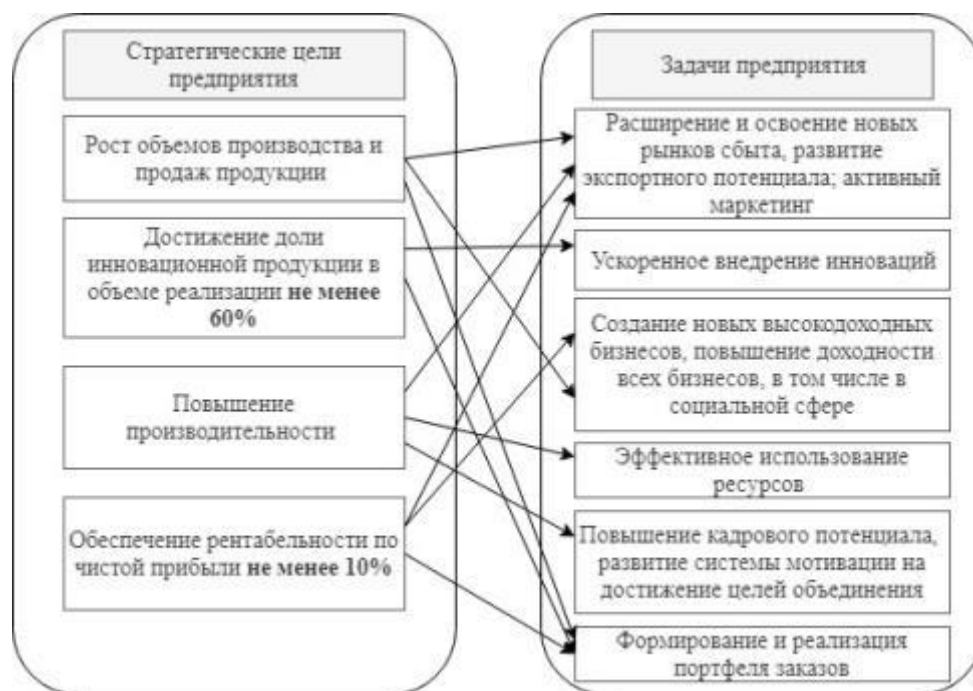 Стратегические цели
предприятия
Рост объемов производства и
продаж продукции
Достижение доли
инновационной продукции в
объеме реализации не менее
60%
Повышение
производительности
Обеспечение рентабельности по
чистой прибыли не менее 10%
Задачи предприятия
Расширение и освоение новых
рынков сбыта, развитие
экспортного потенциала; активный
маркетинг
Ускоренное внедрение инноваций
Создание новых высокодоходных
бизнесов, повышение доходности
всех бизнесов, в том числе в
социальной сфере
Эффективное использование
ресурсов
Повышение кадрового потенциала,
развитие системы мотивации на
достижение целей объединения
Формирование и реализация
портфеля заказов